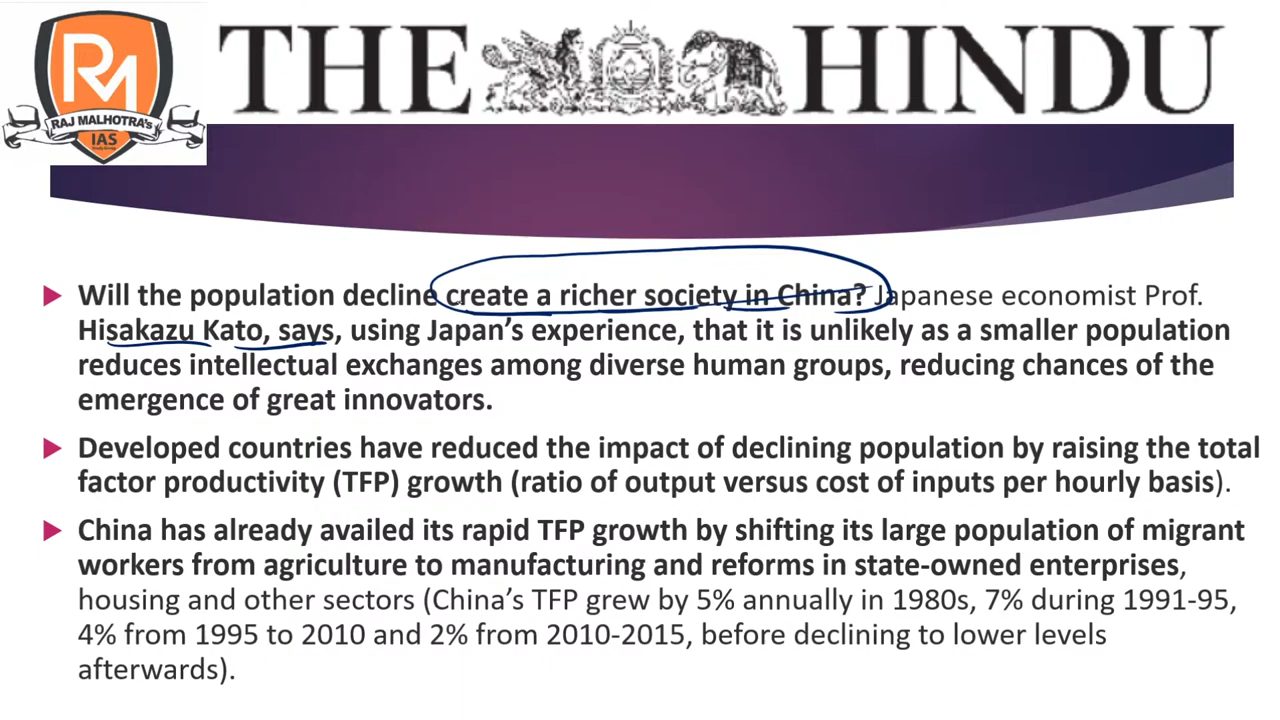 RM
RAJ MALHOTRA'S
IAS
THE HINDU
Will the population decline create a richer society in China? Japanese economist Prof.
Hisakazu Kato, says, using Japan's experience, that it is unlikely as a smaller population
reduces intellectual exchanges among diverse human groups, reducing chances of the
emergence of great innovators.
Developed countries have reduced the impact of declining population by raising the total
factor productivity (TFP) growth (ratio of output versus cost of inputs per hourly basis).
China has already availed its rapid TFP growth by shifting its large population of migrant
workers from agriculture to manufacturing and reforms in state-owned enterprises,
housing and other sectors (China's TFP grew by 5% annually in 1980s, 7% during 1991-95,
4% from 1995 to 2010 and 2% from 2010-2015, before declining to lower levels
afterwards).